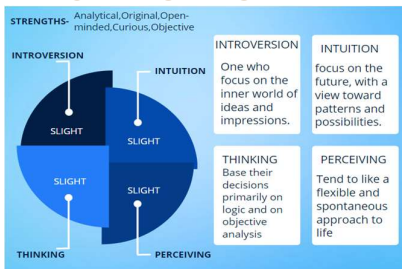 STRENGTHS- Analytical,Original,Open-
minded,Curious,Objective
INTROVERSION
INTUITION
SLIGHT
SLIGHT
SLIGHT
SLIGHT
THINKING
PERCEIVING
INTROVERSION
One who
focus on the
inner world of
ideas and
impressions.
INTUITION
focus on the
future, with a
view toward
patterns and
possibilities.
THINKING
Base their
decisions
primarily on
logic and on
objective
analysis
PERCEIVING
Tend to like a
flexible and
spontaneous
approach to
life